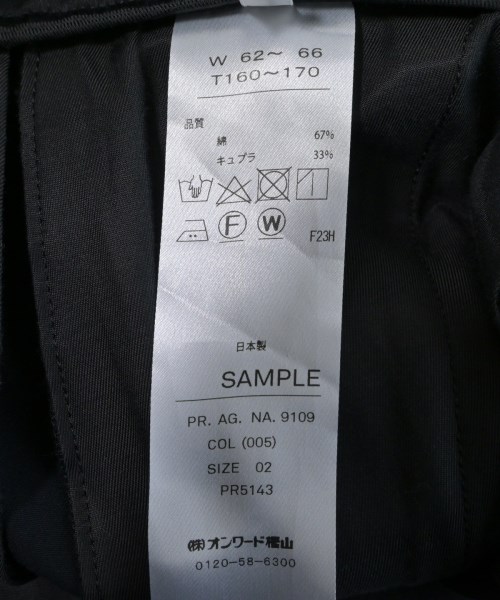 W 62～ 66
T160～170
品質
綿 67%
キュプラ 33%
F W F23H
日本製
SAMPLE
PR. AG. NA. 9109
COL (005)
SIZE 02
PR5143
㈱オンワード樫山
0120-58-6300